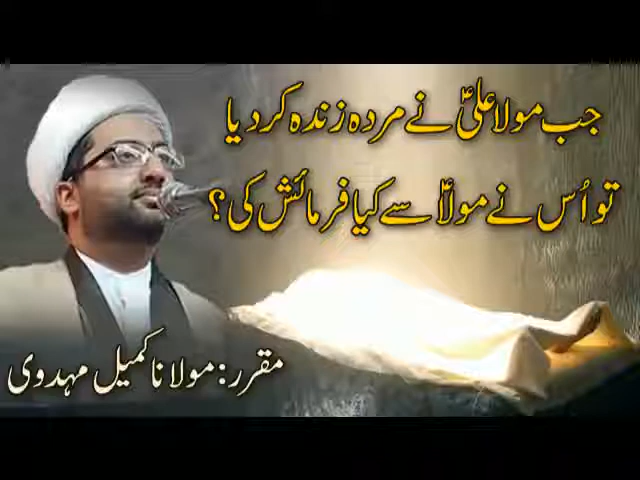 جب مولا علیؑ نے مردہ زندہ کر دیا
تو اُس نے مولاؑ سے کیا فرمائش کی؟
مقرر: مولانا کمیل مہدوی